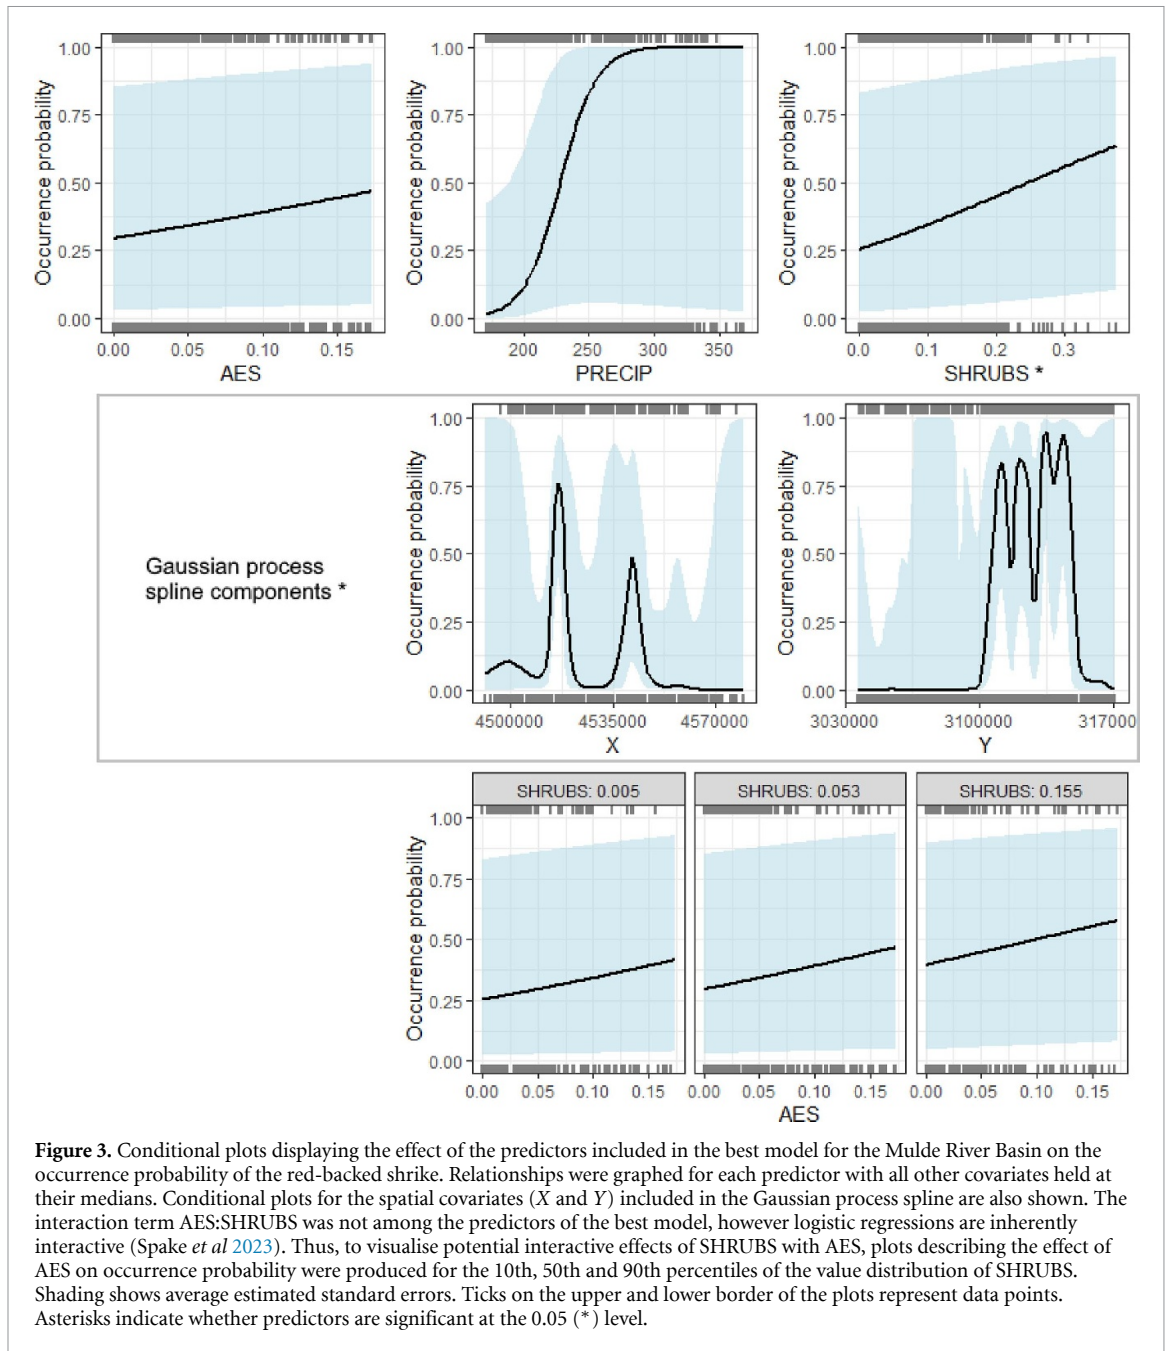 1.00
0.75
0.50
0.25
0.00
Occurrence probability
0.00 0.05 0.10 0.15
AES
1.00
0.75
0.50
0.25
0.00
Occurrence probability
200 250 300 350
PRECIP
1.00
0.75
0.50
0.25
0.00
Occurrence probability
0.0 0.1 0.2 0.3
SHRUBS *
Gaussian process
spline components *
1.00
0.75
0.50
0.25
0.00
Occurrence probability
4500000 4535000 4570000
X
1.00
0.75
0.50
0.25
0.00
Occurrence probability
3030000 3100000 317000
Y
SHRUBS: 0.005 SHRUBS: 0.053 SHRUBS: 0.155
1.00
0.75
0.50
0.25
0.00
Occurrence probability
0.00 0.05 0.10 0.15 0.00 0.05 0.10 0.15 0.00 0.05 0.10 0.15
AES
Figure 3. Conditional plots displaying the effect of the predictors included in the best model for the Mulde River Basin on the
occurrence probability of the red-backed shrike. Relationships were graphed for each predictor with all other covariates held at
their medians. Conditional plots for the spatial covariates (X and Y) included in the Gaussian process spline are also shown. The
interaction term AES:SHRUBS was not among the predictors of the best model, however logistic regressions are inherently
interactive (Spake et al 2023). Thus, to visualise potential interactive effects of SHRUBS with AES, plots describing the effect of
AES on occurrence probability were produced for the 10th, 50th and 90th percentiles of the value distribution of SHRUBS.
Shading shows average estimated standard errors. Ticks on the upper and lower border of the plots represent data points.
Asterisks indicate whether predictors are significant at the 0.05 (*) level.